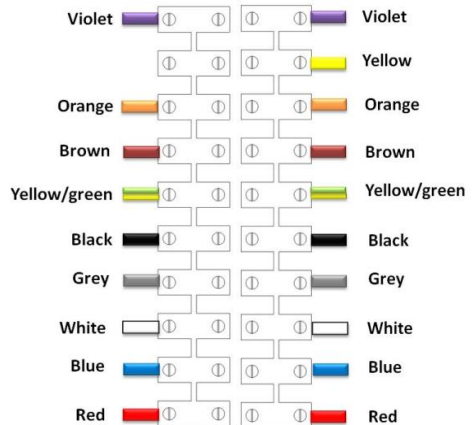 Violet Violet
Yellow
Orange Orange
Brown Brown
Yellow/green Yellow/green
Black Black
Grey Grey
White White
Blue Blue
Red Red